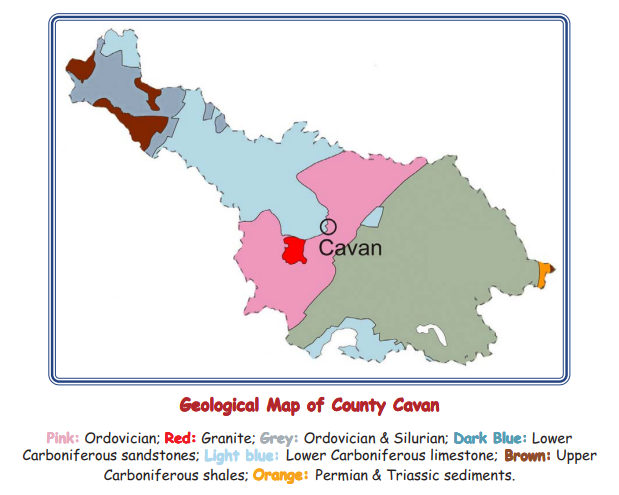 Cavan
Geological Map of County Cavan
Pink: Ordovician; Red: Granite; Grey: Ordovician & Silurian; Dark Blue: Lower
Carboniferous sandstones; Light blue: Lower Carboniferous limestone; Brown: Upper
Carboniferous shales; Orange: Permian & Triassic sediments.